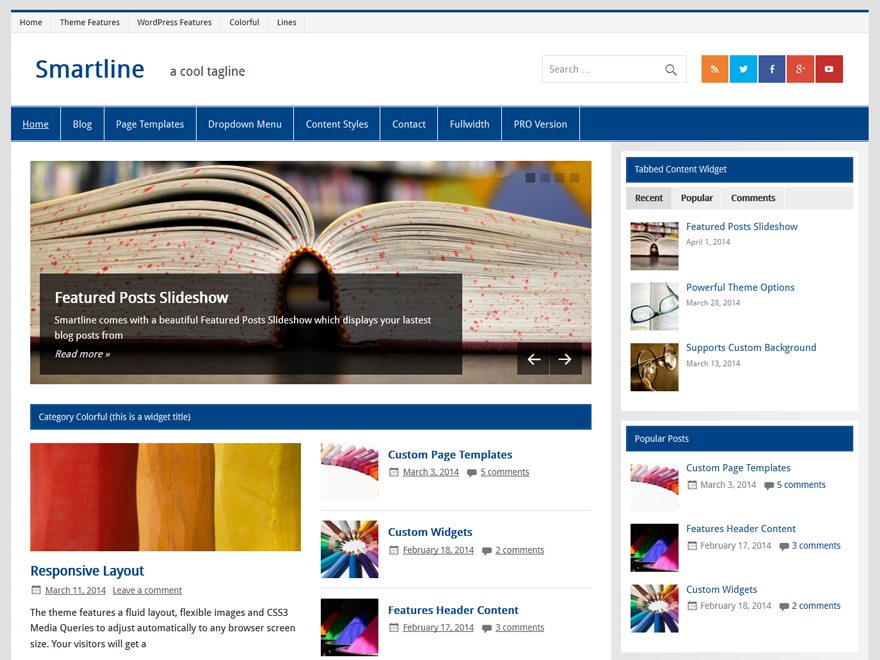 Home Theme Features WordPress Features Colorful Lines
Smartline a cool tagline
Search …
Home Blog Page Templates Dropdown Menu Content Styles Contact Fullwidth PRO Version
Featured Posts Slideshow
Smartline comes with a beautiful Featured Posts Slideshow which displays your lastest
blog posts from
Read more »
Category Colorful (this is a widget title)
Responsive Layout
March 11, 2014 Leave a comment
The theme features a fluid layout, flexible images and CSS3
Media Queries to adjust automatically to any browser screen
size. Your visitors will get a
Custom Page Templates
March 3, 2014 5 comments
Custom Widgets
February 18, 2014 2 comments
Features Header Content
February 17, 2014 3 comments
Tabbed Content Widget
Recent Popular Comments
Featured Posts Slideshow
April 1, 2014
Powerful Theme Options
March 28, 2014
Supports Custom Background
March 13, 2014
Popular Posts
Custom Page Templates
March 3, 2014 5 comments
Features Header Content
February 17, 2014 3 comments
Custom Widgets
February 18, 2014 2 comments